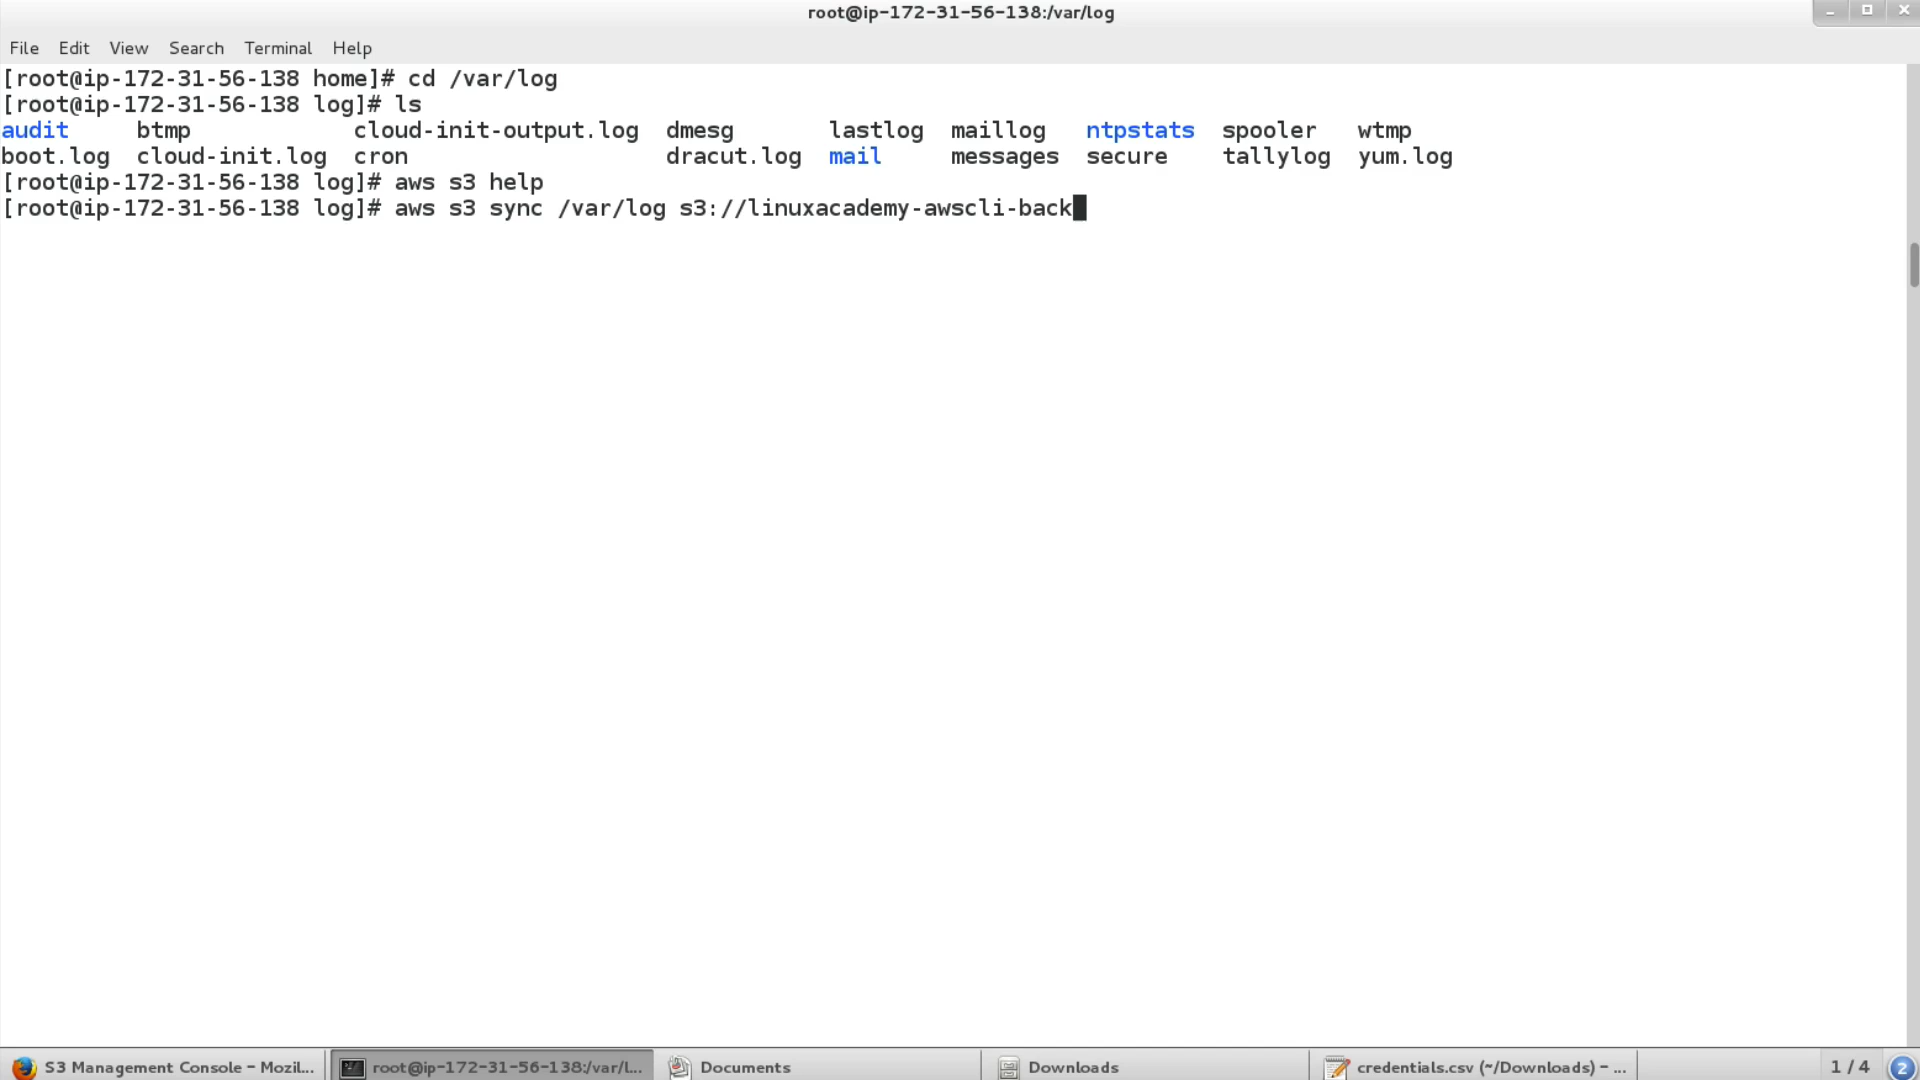 root@ip-172-31-56-138:/var/log
File Edit View Search Terminal Help
[root@ip-172-31-56-138 home]# cd /var/log
[root@ip-172-31-56-138 log]# ls
audit btmp cloud-init-output.log dmesg lastlog maillog ntpstats spooler wtmp
boot.log cloud-init.log cron dracut.log mail messages secure tallylog yum.log
[root@ip-172-31-56-138 log]# aws s3 help
[root@ip-172-31-56-138 log]# aws s3 sync /var/log s3://linuxacademy-awscli-back
S3 Management Console - Mozil... root@ip-172-31-56-138:/var/l... Documents Downloads credentials.csv (~/Downloads) - ... 1 / 4 2